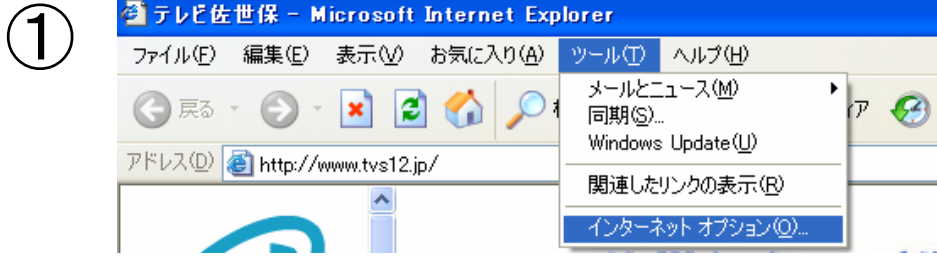 ①
テレビ佐世保 - Microsoft Internet Explorer
ファイル(F) 編集(E) 表示(V) お気に入り(A) ツール(T) ヘルプ(H)
戻る
メールとニュース(M)
同期(S)...
Windows Update(U)
関連したリンクの表示(R)
インターネット オプション(O)...
アドレス(D) http://www.tvs12.jp/